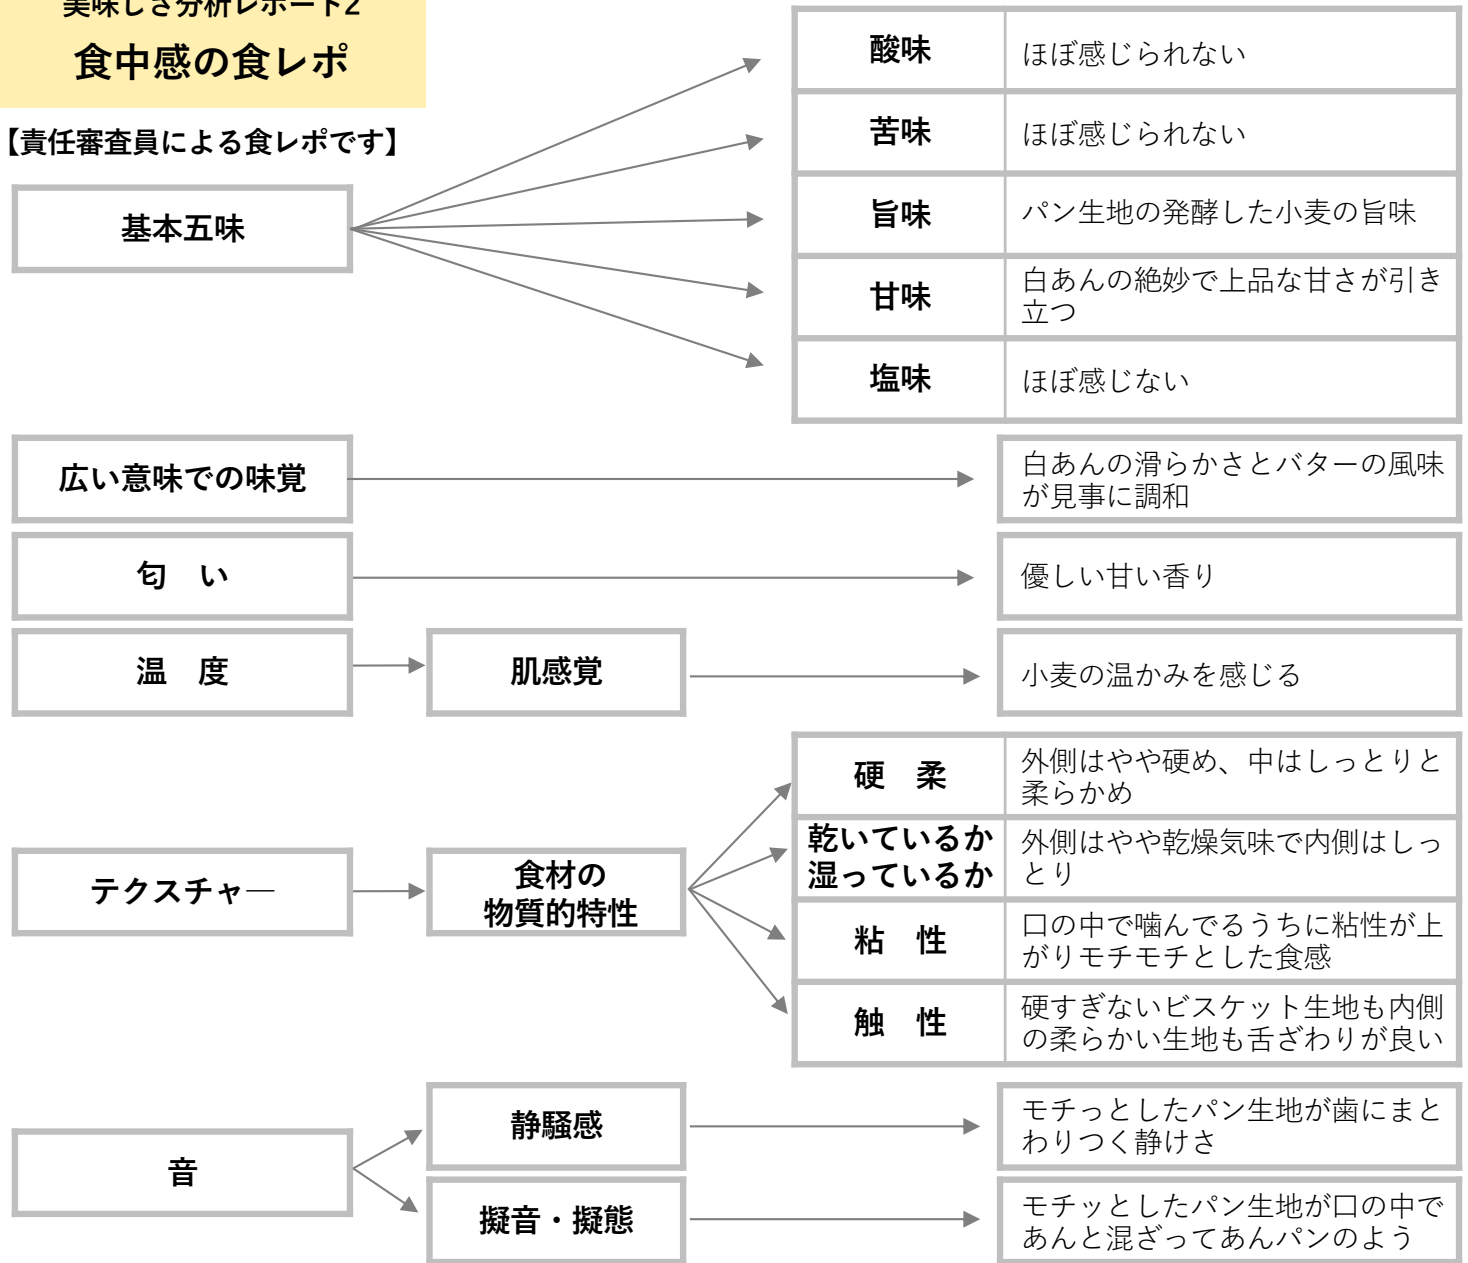 美味しさ分析レポート2
食中感の食レポ
【責任審査員による食レポです】
基本五味
酸味
ほぼ感じられない
苦味
ほぼ感じられない
旨味
パン生地の発酵した小麦の旨味
甘味
白あんの絶妙で上品な甘さが引き
立つ
塩味
ほぼ感じない
広い意味での味覚
白あんの滑らかさとバターの風味
が見事に調和
匂　い
優しい甘い香り
温　度
肌感覚
小麦の温かみを感じる
テクスチャ―
食材の
物質的特性
硬　柔
外側はやや硬め、中はしっとりと
柔らかめ
乾いているか
湿っているか
外側はやや乾燥気味で内側はしっ
とり
粘　性
口の中で噛んでるうちに粘性が上
がりモチモチとした食感
触　性
硬すぎないビスケット生地も内側
の柔らかい生地も舌ざわりが良い
音
静騒感
モチっとしたパン生地が歯にまと
わりつく静けさ
擬音・擬態
モチッとしたパン生地が口の中で
あんと混ざってあんパンのよう